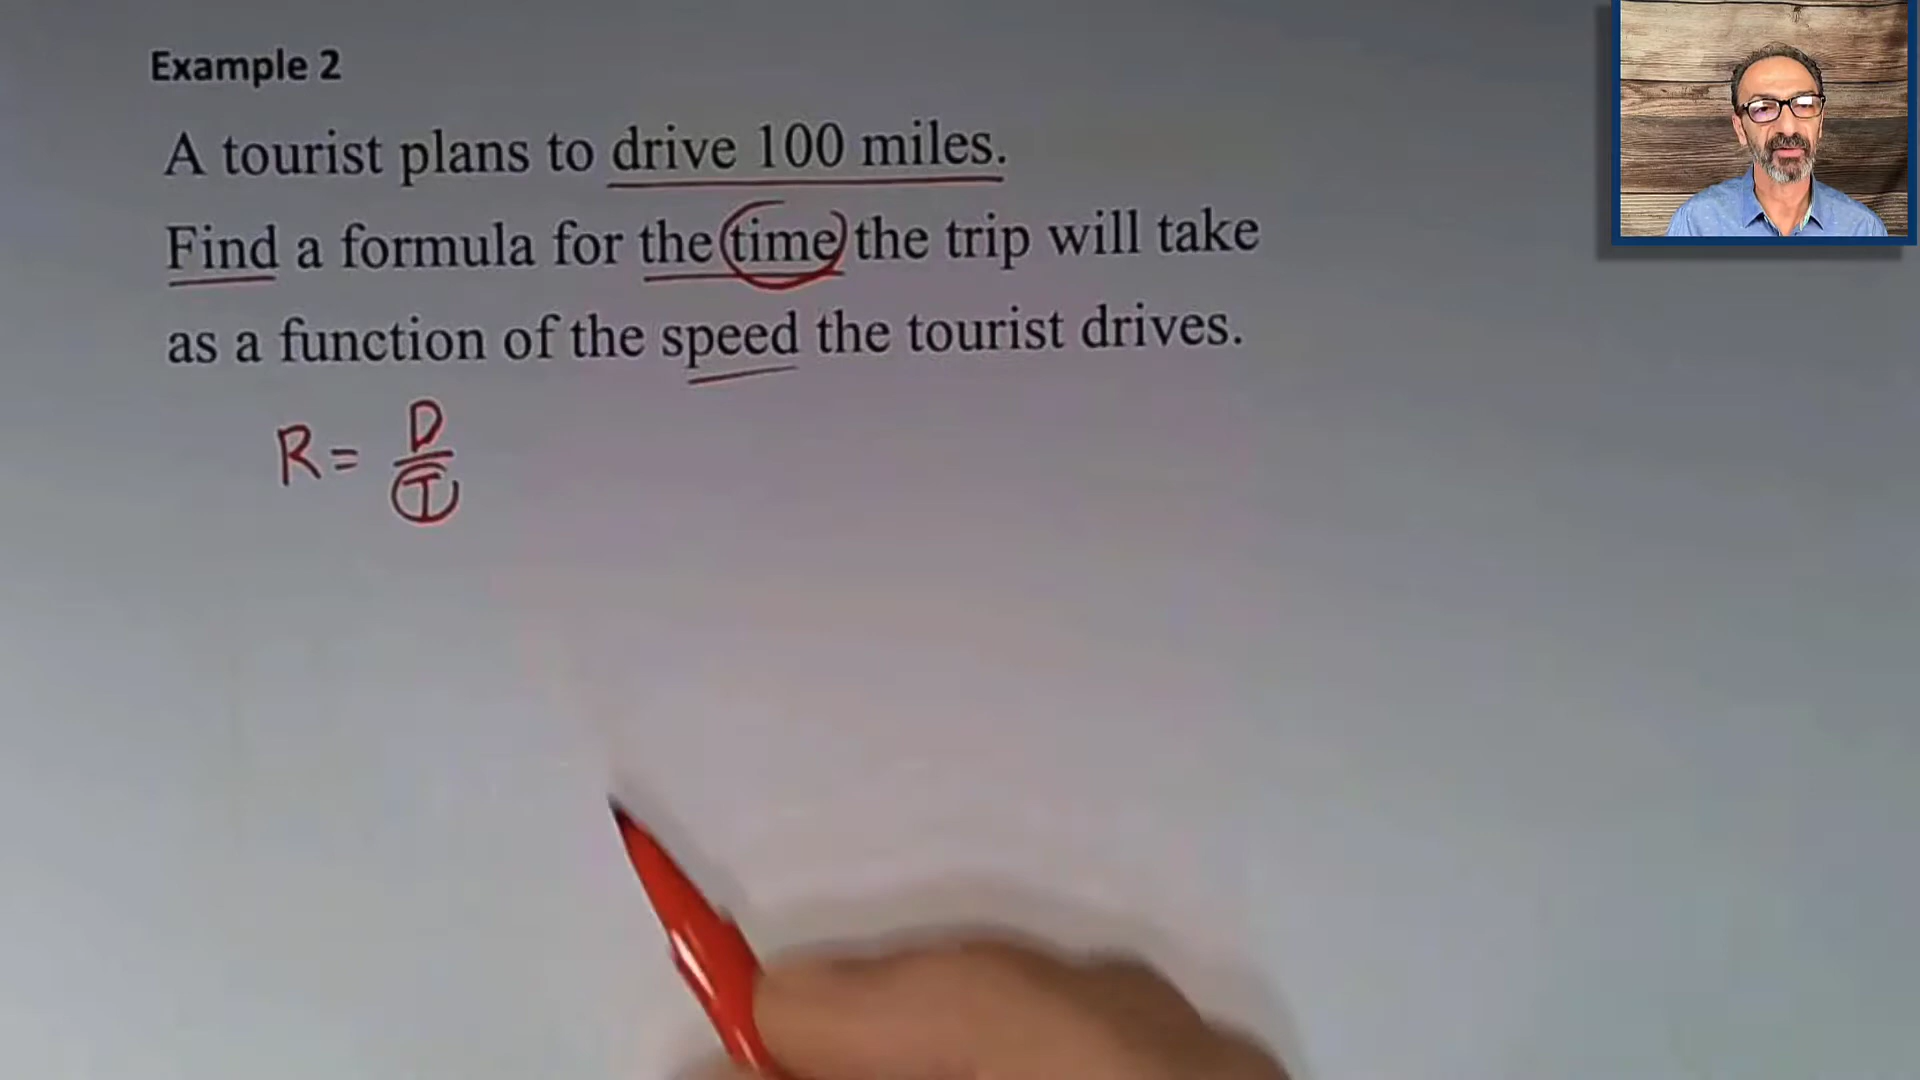 Example 2
A tourist plans to drive 100 miles.
Find a formula for the time the trip will take
as a function of the speed the tourist drives.
R = D/T